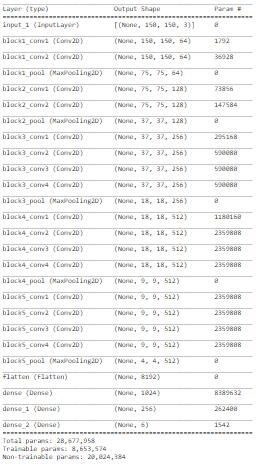 Layer (type) Output Shape Param #
input_1 (InputLayer) [(None, 150, 150, 3)] 0
block1_conv1 (Conv2D) (None, 150, 150, 64) 1792
block1_conv2 (Conv2D) (None, 150, 150, 64) 36928
block1_pool (MaxPooling2D) (None, 75, 75, 64) 0
block2_conv1 (Conv2D) (None, 75, 75, 128) 73856
block2_conv2 (Conv2D) (None, 75, 75, 128) 147584
block2_pool (MaxPooling2D) (None, 37, 37, 128) 0
block3_conv1 (Conv2D) (None, 37, 37, 256) 295168
block3_conv2 (Conv2D) (None, 37, 37, 256) 590080
block3_conv3 (Conv2D) (None, 37, 37, 256) 590080
block3_conv4 (Conv2D) (None, 37, 37, 256) 590080
block3_pool (MaxPooling2D) (None, 18, 18, 256) 0
block4_conv1 (Conv2D) (None, 18, 18, 512) 1180160
block4_conv2 (Conv2D) (None, 18, 18, 512) 2359808
block4_conv3 (Conv2D) (None, 18, 18, 512) 2359808
block4_conv4 (Conv2D) (None, 18, 18, 512) 2359808
block4_pool (MaxPooling2D) (None, 9, 9, 512) 0
block5_conv1 (Conv2D) (None, 9, 9, 512) 2359808
block5_conv2 (Conv2D) (None, 9, 9, 512) 2359808
block5_conv3 (Conv2D) (None, 9, 9, 512) 2359808
block5_conv4 (Conv2D) (None, 9, 9, 512) 2359808
block5_pool (MaxPooling2D) (None, 4, 4, 512) 0
flatten (Flatten) (None, 8192) 0
dense (Dense) (None, 1024) 8389632
dense_1 (Dense) (None, 256) 262400
dense_2 (Dense) (None, 6) 1542
Total params: 28,677,958
Trainable params: 8,653,574
Non-trainable params: 20,024,384